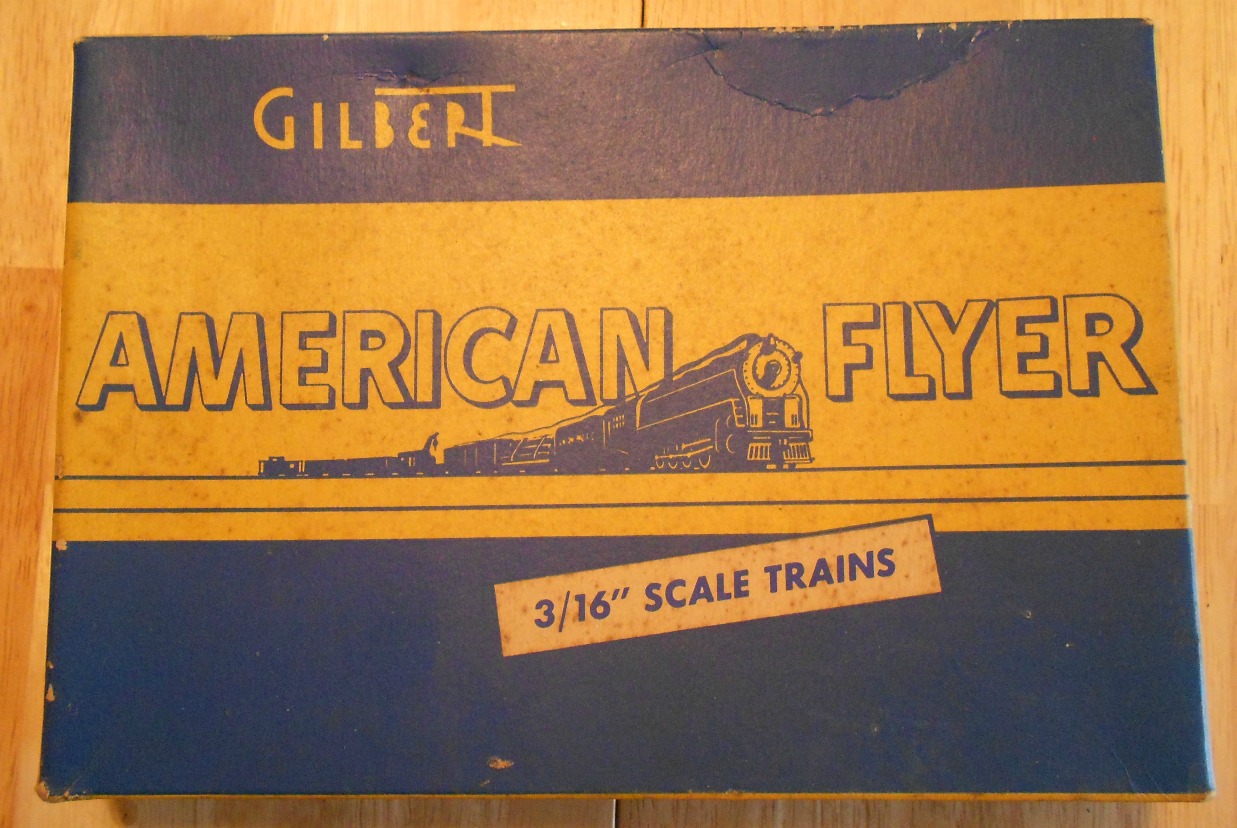 GILBERT
AMERICAN FLYER
3/16" SCALE TRAINS